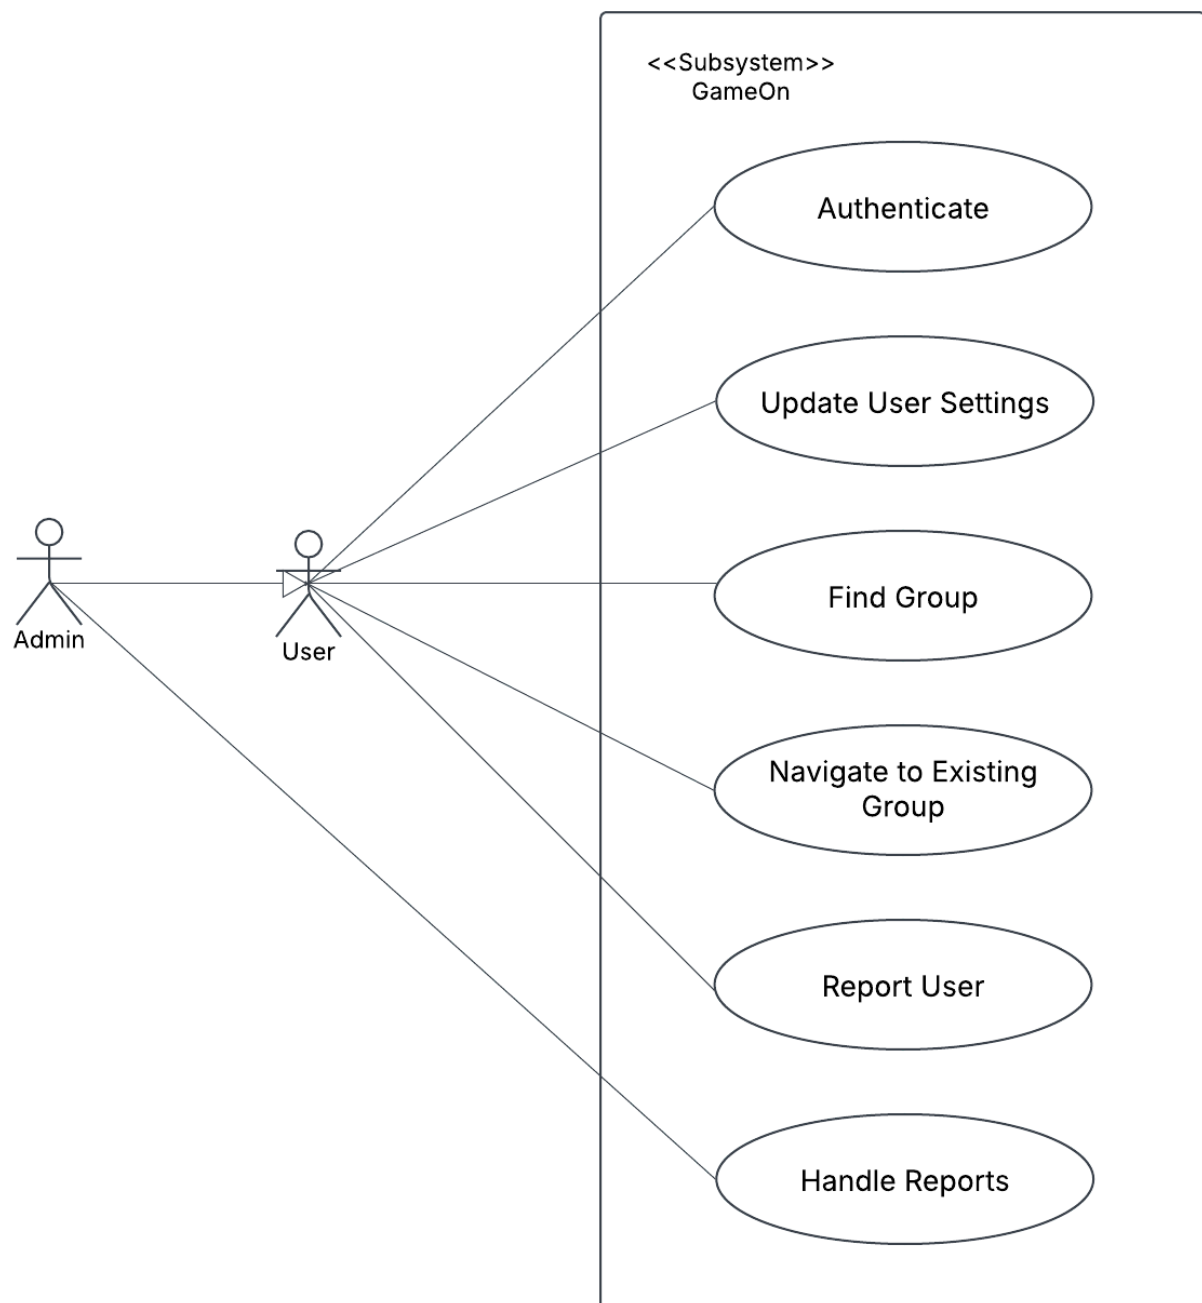 <<Subsystem>>
GameOn
Authenticate
Update User Settings
Find Group
Admin
User
Navigate to Existing
Group
Report User
Handle Reports